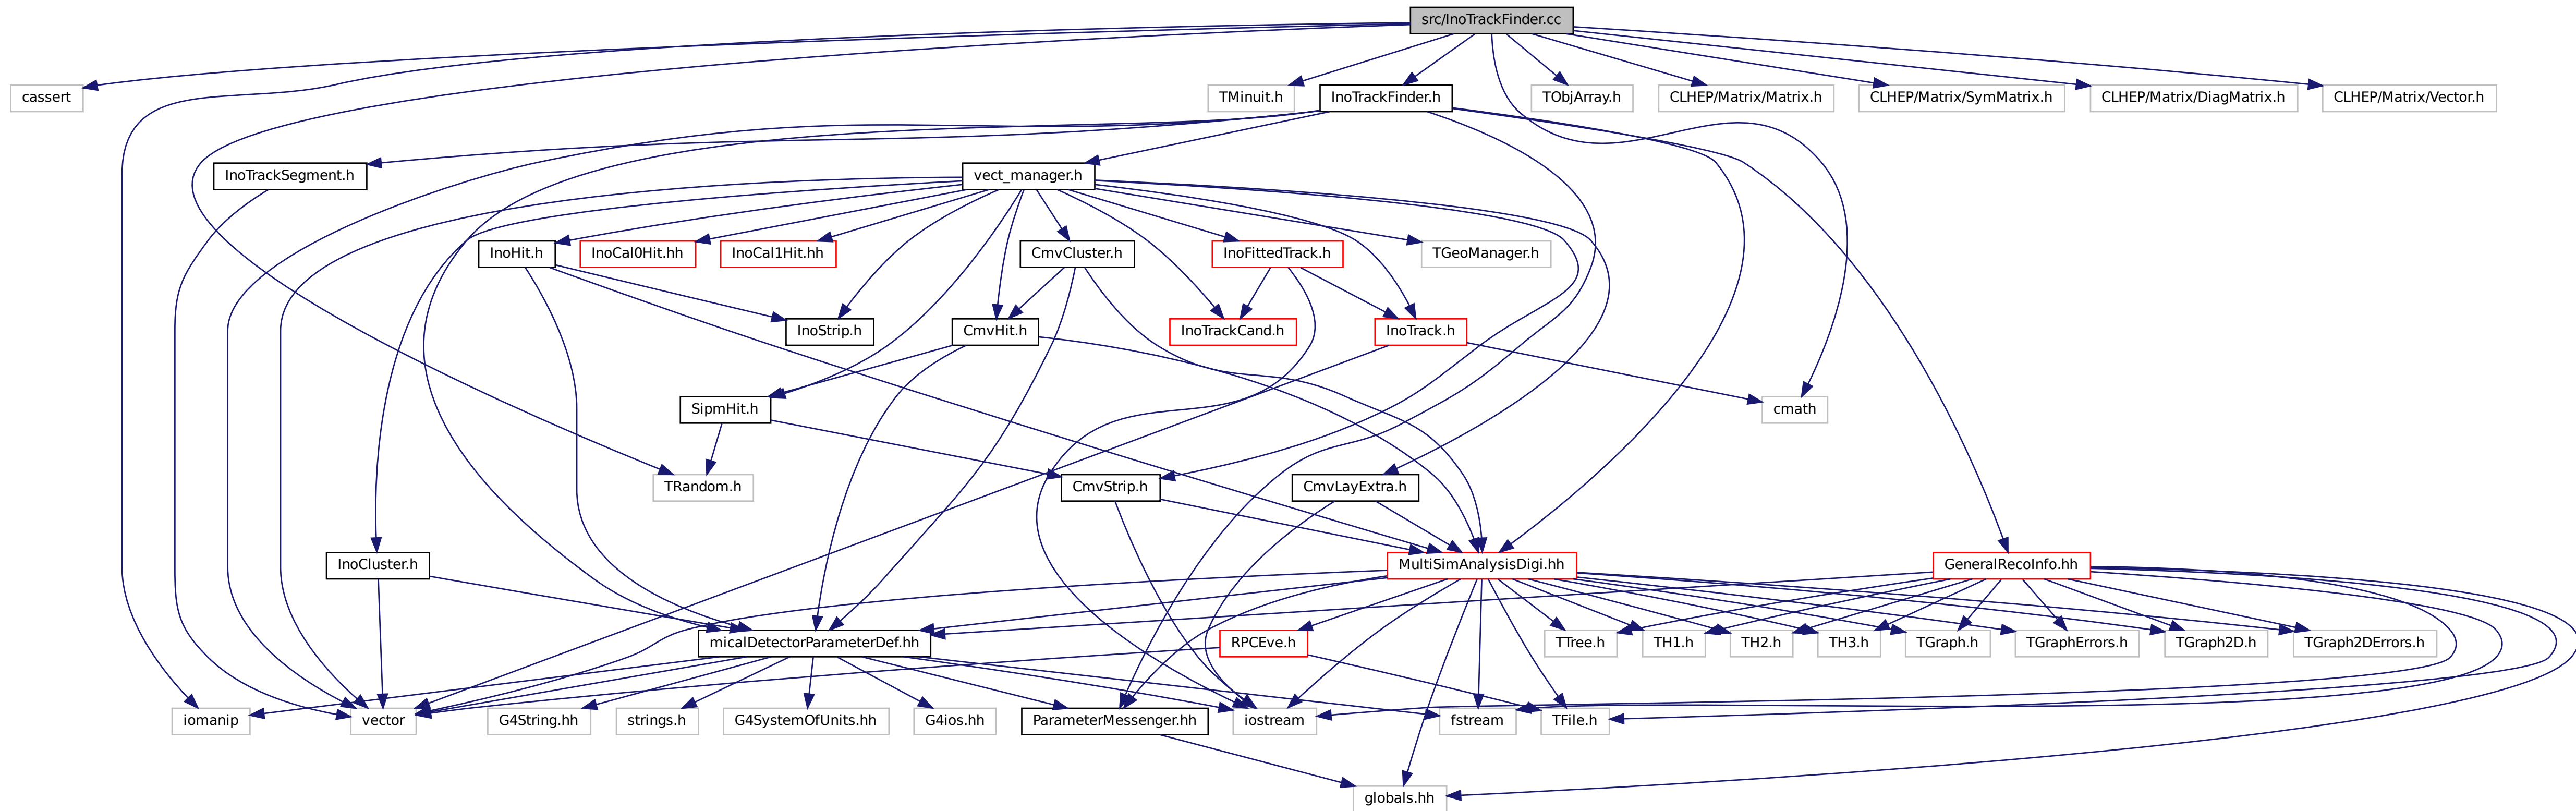 src/InoTrackFinder.cc
cassert
TMinuit.h
InoTrackFinder.h
TObjArray.h
CLHEP/Matrix/Matrix.h
CLHEP/Matrix/SymMatrix.h
CLHEP/Matrix/DiagMatrix.h
CLHEP/Matrix/Vector.h
InoTrackSegment.h
vect_manager.h
InoHit.h
InoCal0Hit.hh
InoCal1Hit.hh
CmvCluster.h
InoFittedTrack.h
TGeoManager.h
InoStrip.h
CmvHit.h
InoTrackCand.h
InoTrack.h
SipmHit.h
cmath
TRandom.h
CmvStrip.h
CmvLayExtra.h
InoCluster.h
MultiSimAnalysisDigi.hh
GeneralRecoInfo.hh
micalDetectorParameterDef.hh
RPCEve.h
TTree.h
TH1.h
TH2.h
TH3.h
TGraph.h
TGraphErrors.h
TGraph2D.h
TGraph2DErrors.h
iomanip
vector
G4String.hh
strings.h
G4SystemOfUnits.hh
G4ios.hh
ParameterMessenger.hh
iostream
fstream
TFile.h
globals.hh